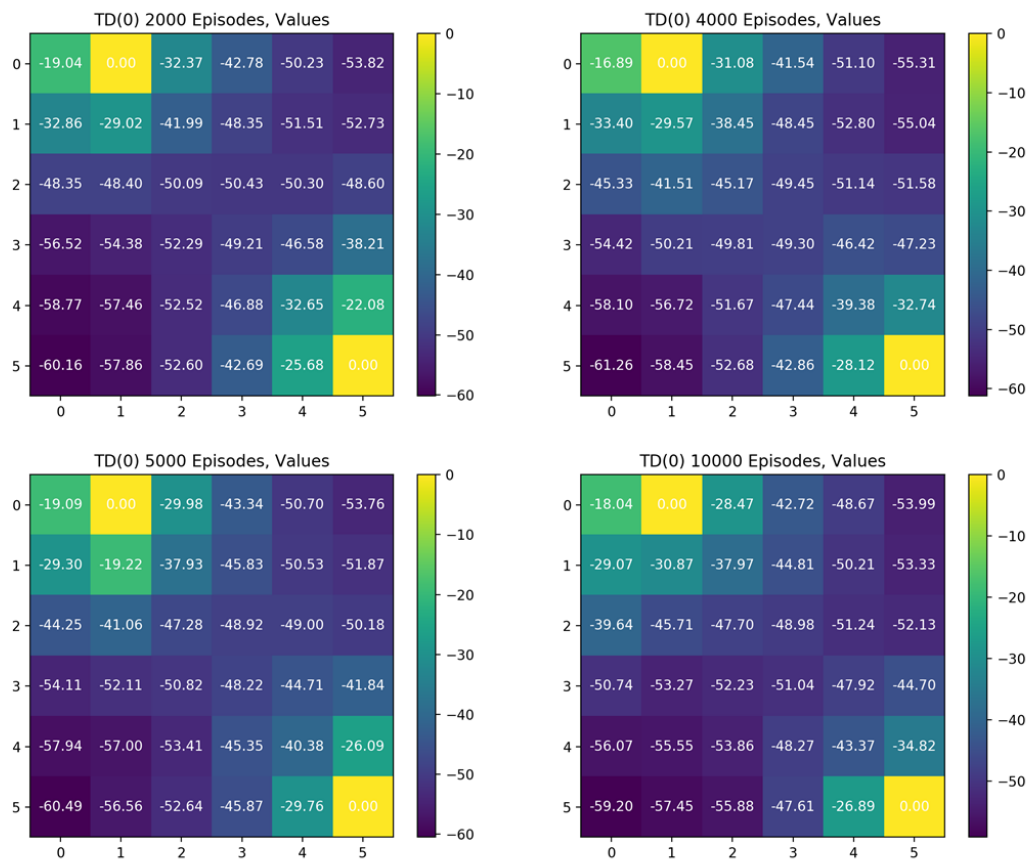 TD(0) 2000 Episodes, Values
0 -19.04 0.00 -32.37 -42.78 -50.23 -53.82
1 -32.86 -29.02 -41.99 -48.35 -51.51 -52.73
2 -48.35 -48.40 -50.09 -50.43 -50.30 -48.60
3 -56.52 -54.38 -52.29 -49.21 -46.58 -38.21
4 -58.77 -57.46 -52.52 -46.88 -32.65 -22.08
5 -60.16 -57.86 -52.60 -42.69 -25.68 0.00
0 1 2 3 4 5
0
−10
−20
−30
−40
−50
−60
TD(0) 4000 Episodes, Values
0 -16.89 0.00 -31.08 -41.54 -51.10 -55.31
1 -33.40 -29.57 -38.45 -48.45 -52.80 -55.04
2 -45.33 -41.51 -45.17 -49.45 -51.14 -51.58
3 -54.42 -50.21 -49.81 -49.30 -46.42 -47.23
4 -58.10 -56.72 -51.67 -47.44 -39.38 -32.74
5 -61.26 -58.45 -52.68 -42.86 -28.12 0.00
0 1 2 3 4 5
0
−10
−20
−30
−40
−50
−60
TD(0) 5000 Episodes, Values
0 -19.09 0.00 -29.98 -43.34 -50.70 -53.76
1 -29.30 -19.22 -37.93 -45.83 -50.53 -51.87
2 -44.25 -41.06 -47.28 -48.92 -49.00 -50.18
3 -54.11 -52.11 -50.82 -48.22 -44.71 -41.84
4 -57.94 -57.00 -53.41 -45.35 -40.38 -26.09
5 -60.49 -56.56 -52.64 -45.87 -29.76 0.00
0 1 2 3 4 5
0
−10
−20
−30
−40
−50
−60
TD(0) 10000 Episodes, Values
0 -18.04 0.00 -28.47 -42.72 -48.67 -53.99
1 -29.07 -30.87 -37.97 -44.81 -50.21 -53.33
2 -39.64 -45.71 -47.70 -48.98 -51.24 -52.13
3 -50.74 -53.27 -52.23 -51.04 -47.92 -44.70
4 -56.07 -55.55 -53.86 -48.27 -43.37 -34.82
5 -59.20 -57.45 -55.88 -47.61 -26.89 0.00
0 1 2 3 4 5
0
−10
−20
−30
−40
−50